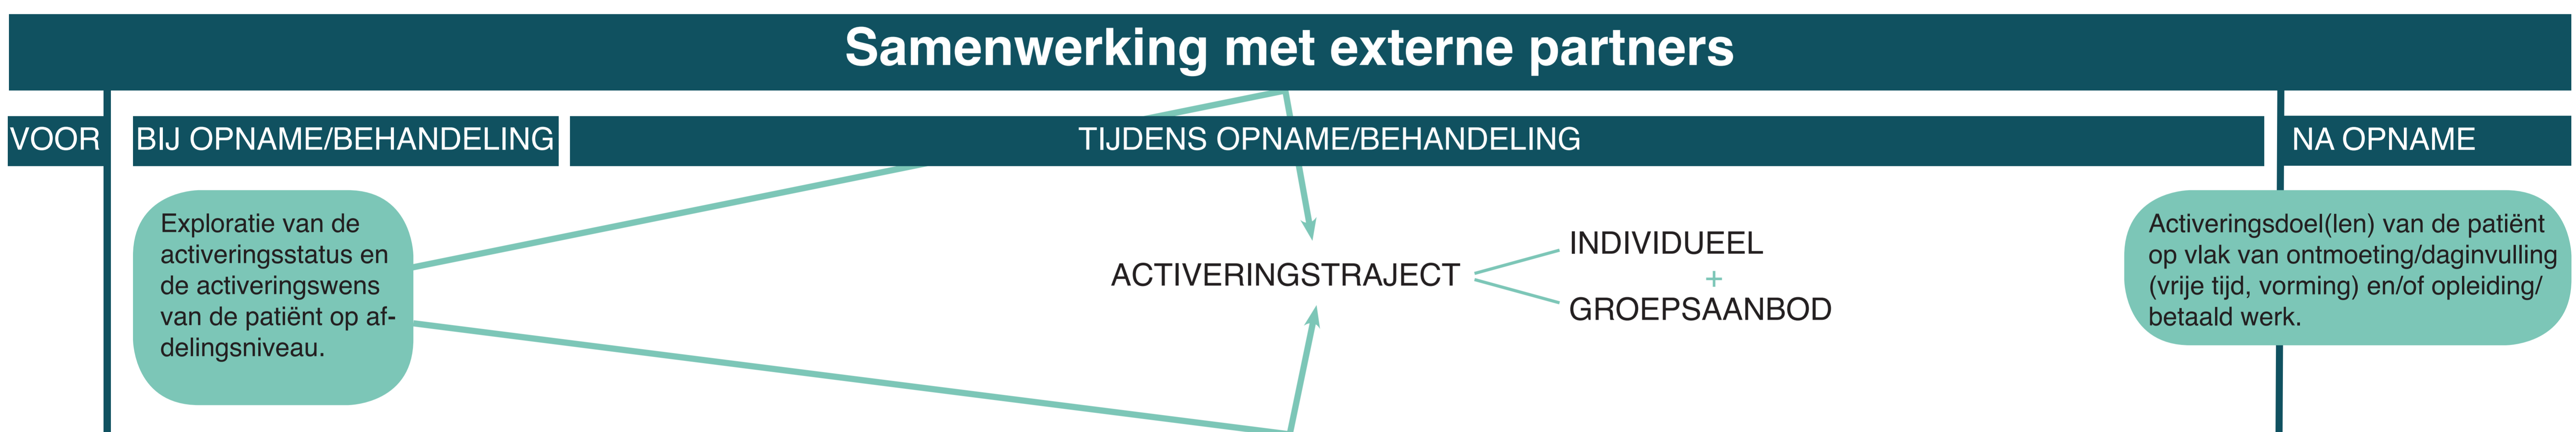 Samenwerking met externe partners
VOOR
BIJ OPNAME/BEHANDELING
TIJDENS OPNAME/BEHANDELING
NA OPNAME
Exploratie van de
activeringsstatus en
de activeringswens
van de patiënt op af-
delingsniveau.
ACTIVERINGSTRAJECT
INDIVIDUEEL
+
GROEPSAANBOD
Activeringsdoel(len) van de patiënt
op vlak van ontmoeting/daginvulling
(vrije tijd, vorming) en/of opleiding/
betaald werk.